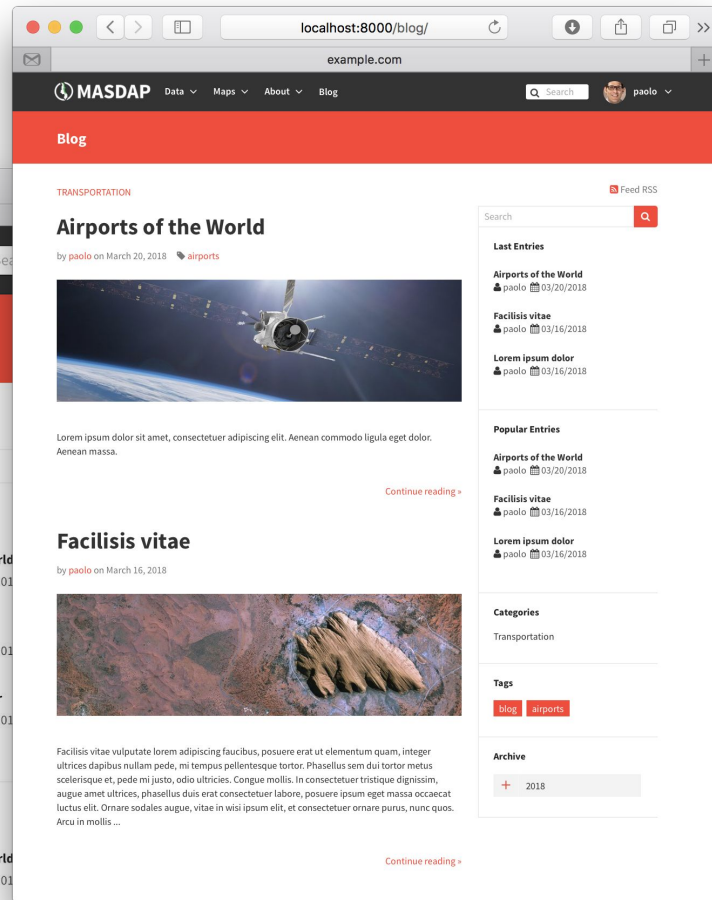 localhost:8000/blog/
example.com
MASDAP Data Maps About Blog Search paolo
Blog
TRANSPORTATION
Airports of the World
by paolo on March 20, 2018 airports
Lorem ipsum dolor sit amet, consectetuer adipiscing elit. Aenean commodo ligula eget dolor.
Aenean massa.
Continue reading »
Facilisis vitae
by paolo on March 16, 2018
Facilisis vitae vulputate lorem adipiscing faucibus, posuere erat ut elementum quam, integer
ultrices dapibus nullam pede, mi tempus pellentesque tortor. Phasellus sem dui tortor metus
scelerisque et, pede mi justo, odio ultricies. Congue mollis. In consectetuer tristique dignissim,
augue amet ultrices, phasellus duis erat consectetuer labore, posuere ipsum eget massa occaecat
luctus elit. Ornare sodales augue, vitae in wisi ipsum elit, et consectetuer ornare purus, nunc quos.
Arcu in mollis ...
Continue reading »
Feed RSS
Search
Last Entries
Airports of the World
paolo 03/20/2018
Facilisis vitae
paolo 03/16/2018
Lorem ipsum dolor
paolo 03/16/2018
Popular Entries
Airports of the World
paolo 03/20/2018
Facilisis vitae
paolo 03/16/2018
Lorem ipsum dolor
paolo 03/16/2018
Categories
Transportation
Tags
blog airports
Archive
2018